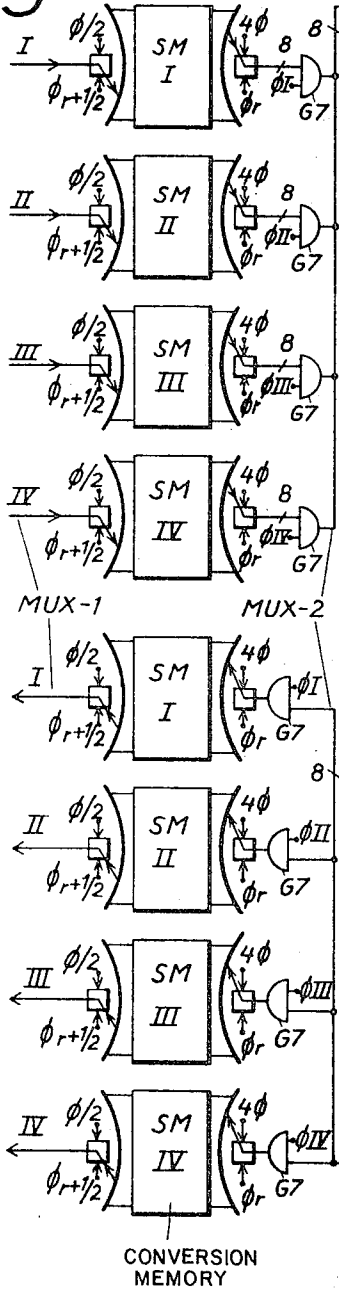 I φ/2 SM 4φ 8 8
φr+1/2 I φr φI G7
II φ/2 SM 4φ 8
φr+1/2 II φr φII G7
III φ/2 SM 4φ 8
φr+1/2 III φr φIII G7
IV φ/2 SM 4φ 8
φr+1/2 IV φr φIV G7
MUX-1 MUX-2
I φ/2 SM 4φ φI
φr+1/2 I φr G7 8
II φ/2 SM 4φ φII
φr+1/2 II φr G7
III φ/2 SM 4φ φIII
φr+1/2 III φr G7
IV φ/2 SM 4φ φIV
φr+1/2 IV φr G7
CONVERSION
MEMORY